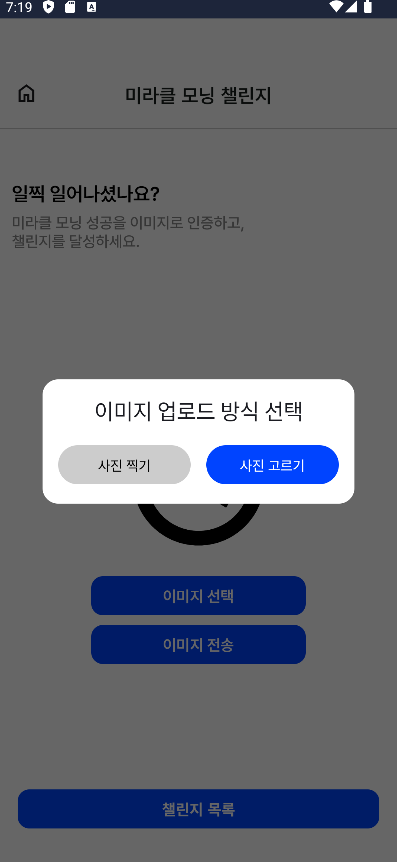 7:19
미라클 모닝 챌린지
일찍 일어나셨나요?
미라클 모닝 성공을 이미지로 인증하고,
챌린지를 달성하세요.
이미지 업로드 방식 선택
사진 찍기 사진 고르기
이미지 선택
이미지 전송
챌린지 목록